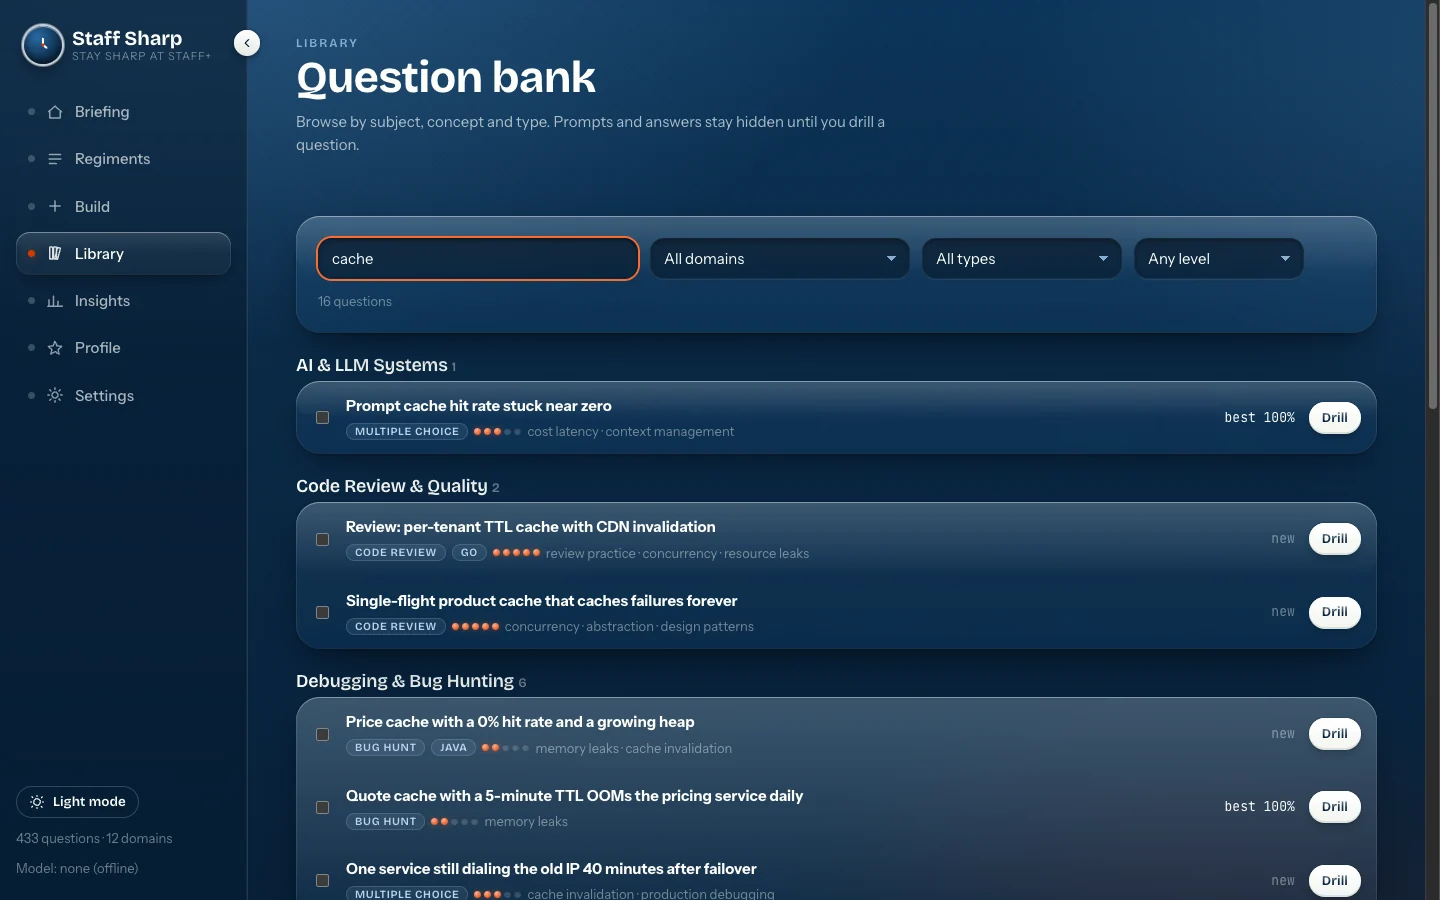 Staff Sharp
STAY SHARP AT STAFF+
Briefing
Regiments
Build
Library
Insights
Profile
Settings
Light mode
433 questions · 12 domains
Model: none (offline)
LIBRARY
Question bank
Browse by subject, concept and type. Prompts and answers stay hidden until you drill a
question.
cache
All domains
All types
Any level
16 questions
AI & LLM Systems 1
Prompt cache hit rate stuck near zero
MULTIPLE CHOICE cost latency · context management
best 100% Drill
Code Review & Quality 2
Review: per-tenant TTL cache with CDN invalidation
CODE REVIEW GO review practice · concurrency · resource leaks
new Drill
Single-flight product cache that caches failures forever
CODE REVIEW concurrency · abstraction · design patterns
new Drill
Debugging & Bug Hunting 6
Price cache with a 0% hit rate and a growing heap
BUG HUNT JAVA memory leaks · cache invalidation
new Drill
Quote cache with a 5-minute TTL OOMs the pricing service daily
BUG HUNT memory leaks
best 100% Drill
One service still dialing the old IP 40 minutes after failover
MULTIPLE CHOICE cache invalidation · production debugging
new Drill